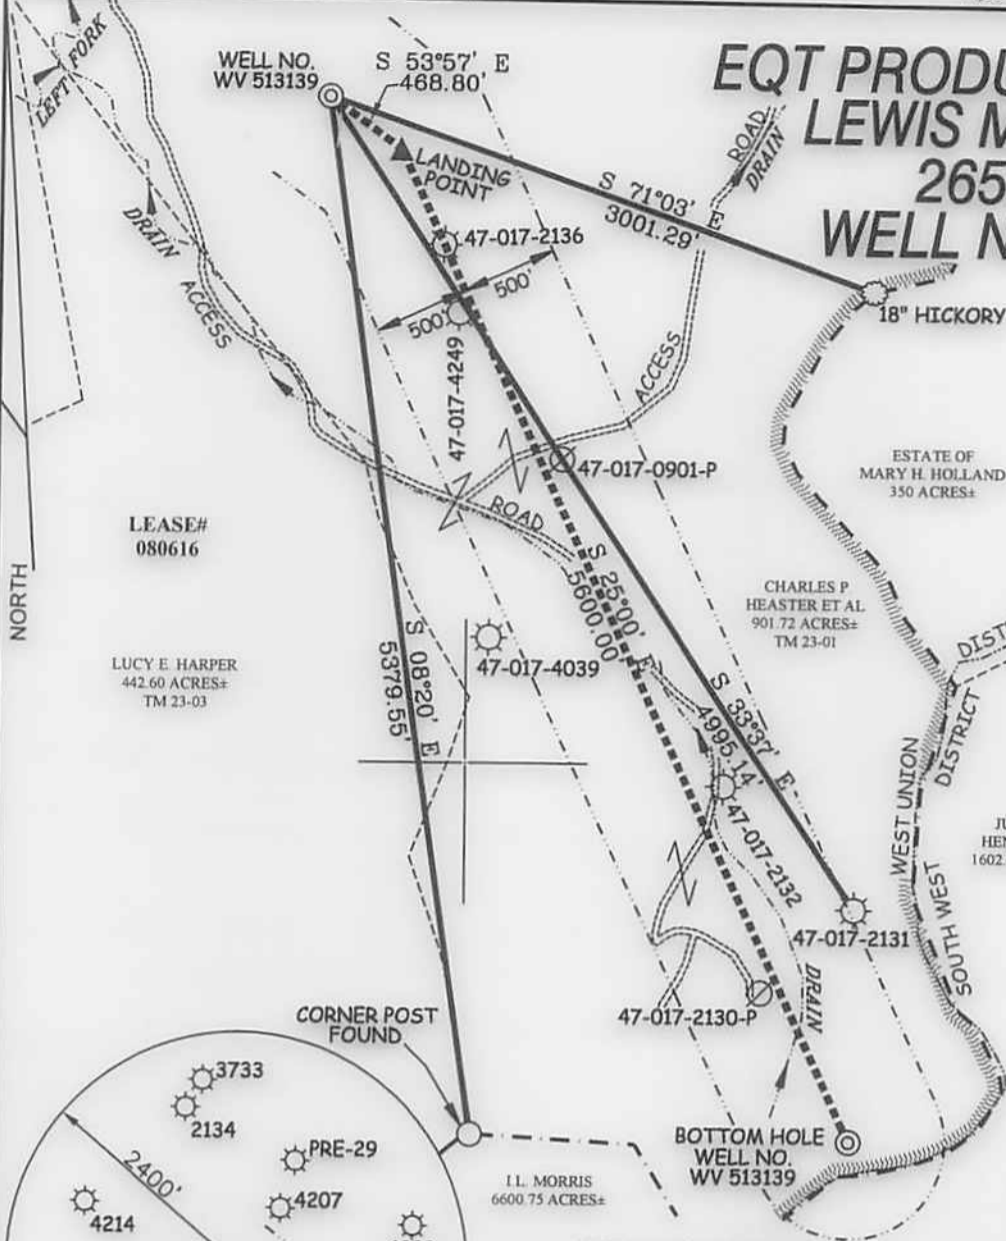 LEFT FORK
WELL NO.
WV 513139
S 53°57' E
468.80'
EQT
LEWIS
WELL
LANDING
POINT
ROAD
DRAIN
S 71°03' E
3001.29'
DRAIN
47-017-2136
500'
500'
ACCESS
18" HICKORY
47-017-4249
ACCESS
47-017-0901-P
ESTATE OF
MARY H. HOLLAND
350 ACRES±
ROAD
LEASE#
080616
NORTH
S 25°00' E
5600.00'
CHARLES P
HEASTER ET AL
901.72 ACRES±
TM 23-01
LUCY E. HARPER
442.60 ACRES±
TM 23-03
S 08°20' E
5379.55'
47-017-4039
S 33°37' E
4995.14'
WEST UNION
DISTRICT
47-017-2132
SOUTH WEST
47-017-2131
DRAIN
47-017-2130-P
CORNER POST
FOUND
3733
2134
PRE-29
2400'
4207
4214
BOTTOM HOLE
WELL NO.
WV 513139
I.L. MORRIS
6600.75 ACRES±